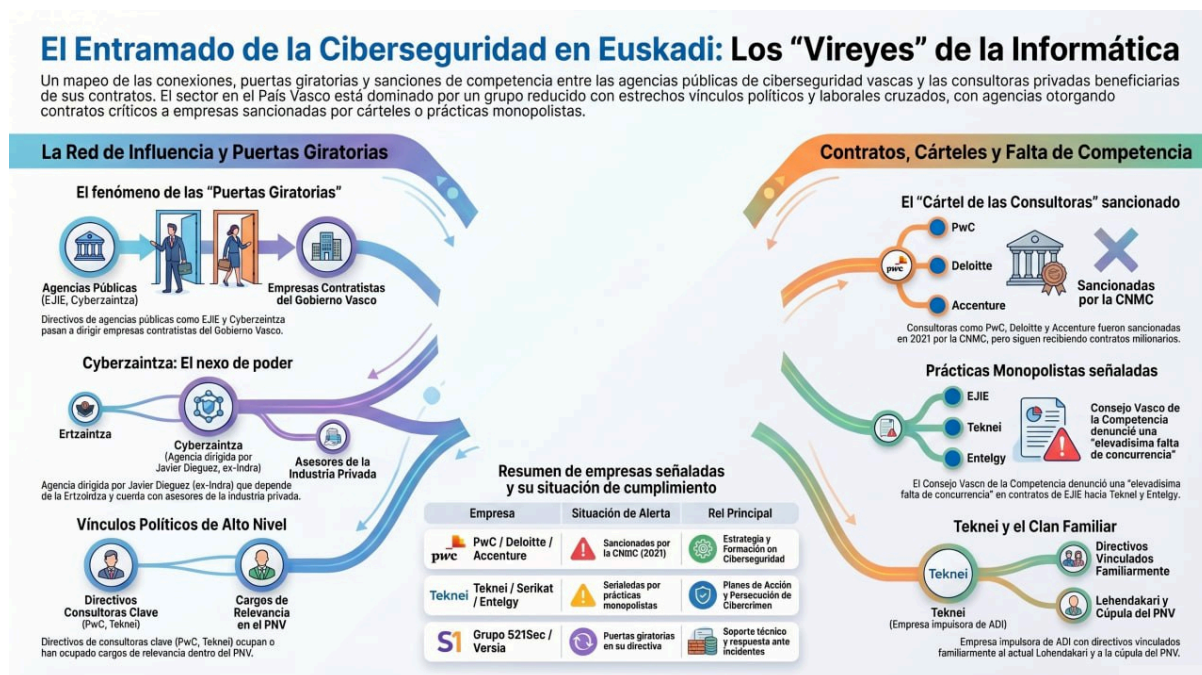 El Entramado de la Ciberseguridad en Euskadi: Los “Vireyes” de la Informática
Un mapeo de las conexiones, puertas giratorias y sanciones de competencia entre las agencias públicas de ciberseguridad vascas y las consultoras privadas beneficiarias
de sus contratos. El sector en el País Vasco está dominado por un grupo reducido con estrechos vínculos políticos y laborales cruzados, con agencias otorgando
contratos críticos a empresas sancionadas por cárteles o prácticas monopolistas.
La Red de Influencia y Puertas Giratorias
El fenómeno de las “Puertas Giratorias”
Agencias Públicas
(EJIE, Cyberzaintza)
Empresas Contratistas
del Gobierno Vasco
Directivos de agencias públicas como EJIE y Cyberzeintza
pasan a dirigir empresas contratistas del Gobierno Vasco.
Cyberzaintza: El nexo de poder
Ertzaintza
Cyberzaintza
(Agencia dirigida por
Javier Dieguez, ex-Indra)
Asesores de la
Industria Privada
Agencia dirigida por Javier Dieguez (ex-Indra) que depende
de la Ertzoirdza y cuerda con asesores de la industria privada.
Vínculos Políticos de Alto Nivel
Directivos
Consultoras Clave
(PwC, Teknei)
Cargos de
Relevancia
en el PNV
Directivos de consultoras clave (PwC, Teknei) ocupan o
han ocupado cargos de relevancia dentro del PNV.
Resumen de empresas señaladas
y su situación de cumplimiento
Empresa
Situación de Alerta
Rel Principal
pwc
PwC / Deloitte /
Accenture
Sancionadas por
la CNMC (2021)
Estrategia y
Formación on
Ciberseguridad
Teknei
Teknei / Serikat
/ Entelgy
Serialedas por
prácticas
monopolistas
Planes de Acción
y Persecución de
Cibercrimen
S1
Grupo 521Sec /
Versia
Puertas giratorias
en su directiva
Soporte técnico
y respuesta ante
incidentes
Contratos, Cárteles y Falta de Competencia
El “Cártel de las Consultoras” sancionado
pwc
PwC
Deloitte
Accenture
Sancionadas
por la CNMC
Consultoras como PwC, Deloitte y Accenture fueron sancionadas
en 2021 por la CNMC, pero siguen recibiendo contratos milionarios.
Prácticas Monopolistas señaladas
EJIE
Teknei
Entelgy
Consejo Vasco de
la Competencia
denunció una
“elevadisima falta
de concurrencia”
El Consejo Vascn de la Competencia denunció una “elevadisima
falta de concurrencia” en contratos de EJIE hacia Teknel y Entelgy.
Teknei y el Clan Familiar
Teknei
Teknei
(Empresa impulsora de ADI)
Directivos
Vinculados
Familiarmente
Lehendakari y
Cúpula del PNV
Empresa impulsora de ADI con directivos vinculados
familiarmente al actual Lohendakari y a la cúpula del PNV.